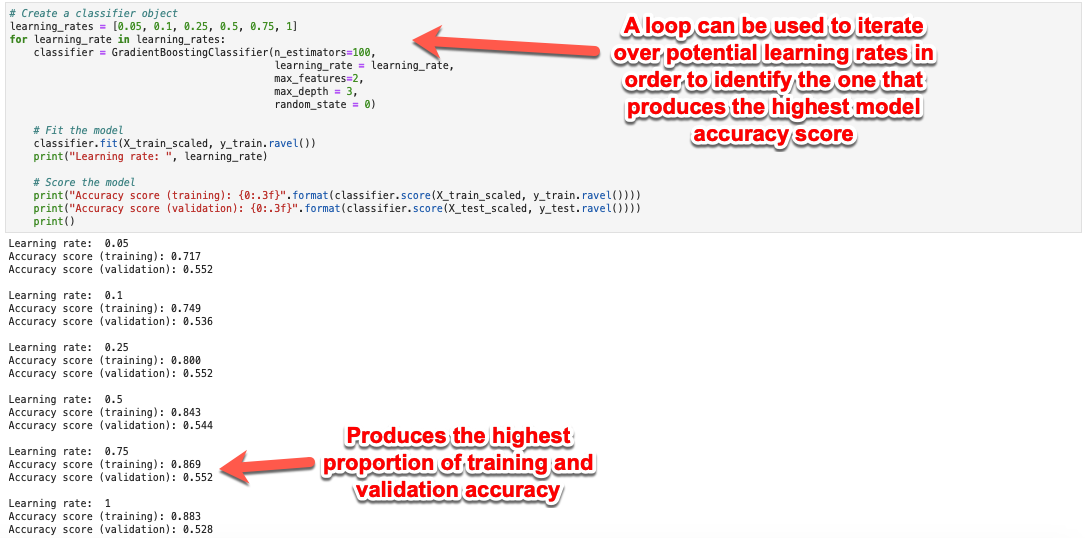 # Create a classifier object
learning_rates = [0.05, 0.1, 0.25, 0.5, 0.75, 1]
for learning_rate in learning_rates:
    classifier = GradientBoostingClassifier(n_estimators=100,
                                            learning_rate = learning_rate,
                                            max_features=2,
                                            max_depth = 3,
                                            random_state = 0)

    # Fit the model
    classifier.fit(X_train_scaled, y_train.ravel())
    print("Learning rate: ", learning_rate)

    # Score the model
    print("Accuracy score (training): {0:.3f}".format(classifier.score(X_train_scaled, y_train.ravel())))
    print("Accuracy score (validation): {0:.3f}".format(classifier.score(X_test_scaled, y_test.ravel())))
    print()
A loop can be used to iterate
over potential learning rates in
order to identify the one that
produces the highest model
accuracy score
Learning rate:  0.05
Accuracy score (training): 0.717
Accuracy score (validation): 0.552

Learning rate:  0.1
Accuracy score (training): 0.749
Accuracy score (validation): 0.536

Learning rate:  0.25
Accuracy score (training): 0.800
Accuracy score (validation): 0.552

Learning rate:  0.5
Accuracy score (training): 0.843
Accuracy score (validation): 0.544

Learning rate:  0.75
Accuracy score (training): 0.869
Accuracy score (validation): 0.552
Produces the highest
proportion of training and
validation accuracy

Learning rate:  1
Accuracy score (training): 0.883
Accuracy score (validation): 0.528